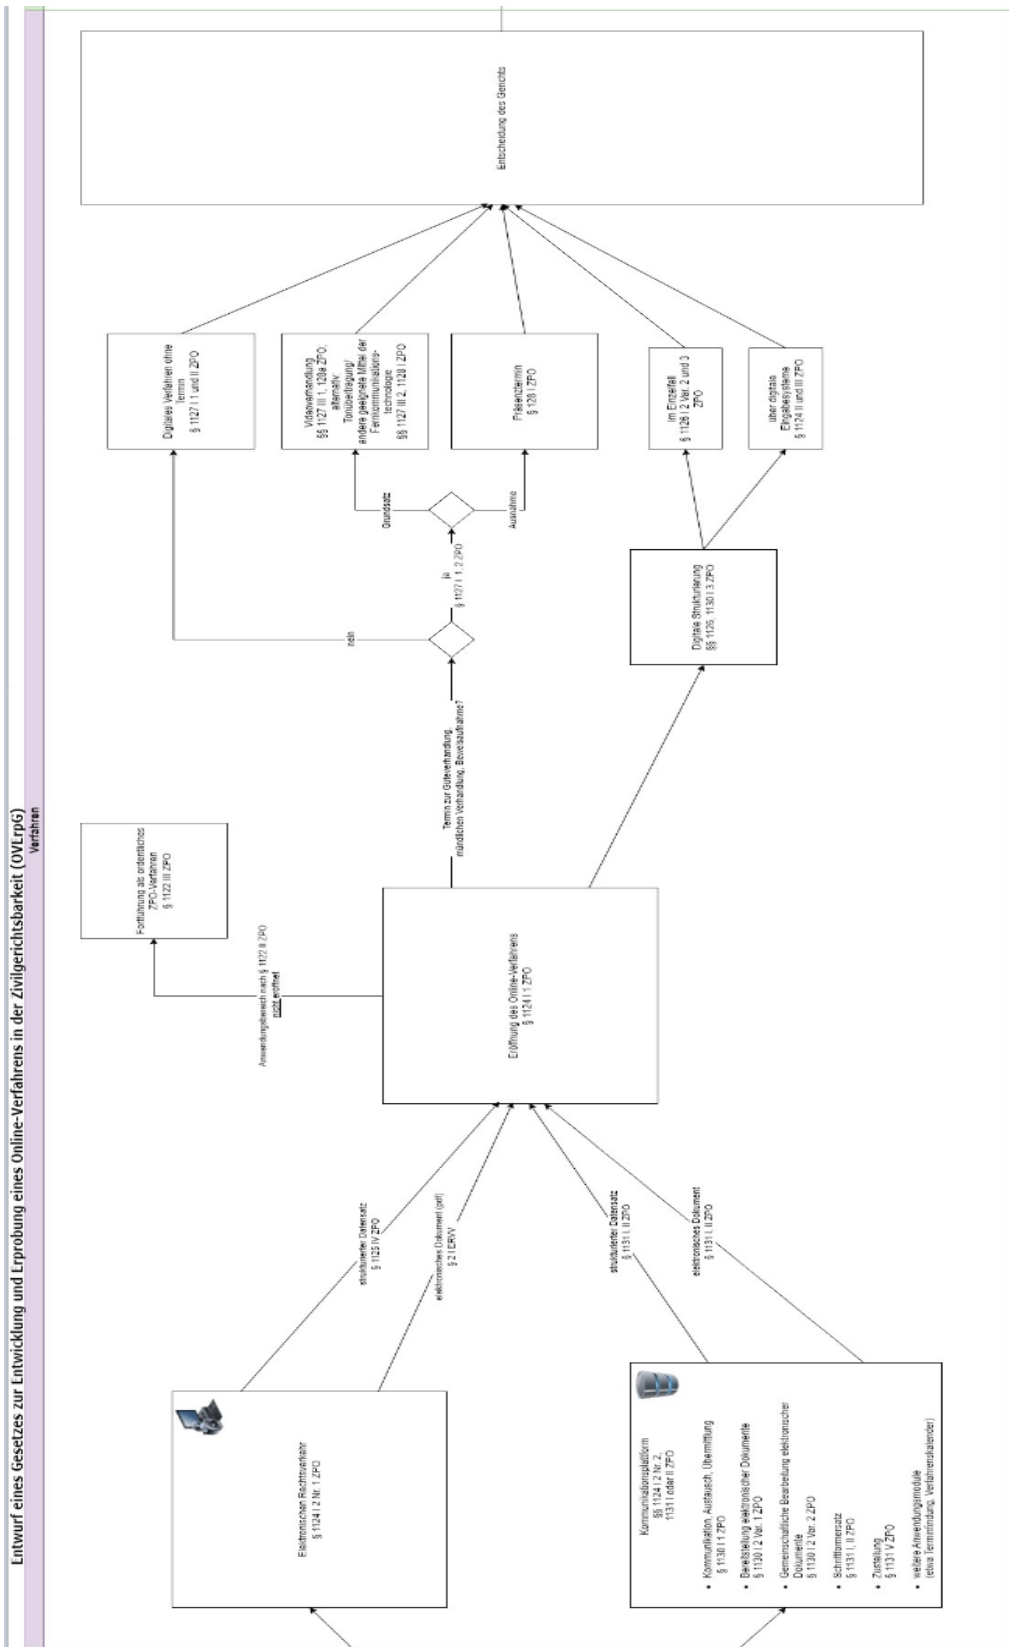 Entwurf eines Gesetzes zur Entwicklung und Erprobung eines Online-Verfahrens in der Zivilgerichtsbarkeit (OVErpG)
Verfahren
Elektronischen Rechtsverkehr
§ 1124 I 2 Nr. 1 ZPO
Kommunikationsplattform
§§ 1124 I 2 Nr. 2,
1131 I oder II ZPO
• Kommunikation, Austausch, Übermittlung
§ 1130 I 1 ZPO
• Bereitstellung elektronischer Dokumente
§ 1130 I 2 Var. 1 ZPO
• Gemeinschaftliche Bearbeitung elektronischer
Dokumente
§ 1130 I 2 Var. 2 ZPO
• Schriftformersatz
§ 1131 I, II ZPO
• Zustellung
§ 1131 V ZPO
• weitere Anwendungsmodule
(etwa Terminfindung, Verfahrenskalender)
strukturierter Datensatz
§ 1125 IV ZPO
elektronisches Dokument (pdf)
§ 2 I ERVV
strukturierter Datensatz
§ 1131 I, II ZPO
elektronisches Dokument
§ 1131 I, II ZPO
Eröffnung des Online-Verfahrens
§ 1124 I 1 ZPO
Anwendungsbereich nach § 1122 II ZPO
nicht eröffnet
Fortführung als ordentliches
ZPO-Verfahren
§ 1122 III ZPO
Termin zur Güteverhandlung,
mündlichen Verhandlung, Beweisaufnahme?
nein
ja
§ 1127 I 1, 2 ZPO
Grundsatz
Ausnahme
Digitale Strukturierung
§§ 1126, 1130 I 3 ZPO
Digitales Verfahren ohne
Termin
§ 1127 I 1 und II ZPO
Videoverhandlung
§§ 1127 III 1, 128a ZPO,
alternativ:
Tonübertragung/
andere geeignete Mittel der
Fernkommunikations-
technologie
§§ 1127 III 2, 1128 I ZPO
Präsenztermin
§ 128 I ZPO
im Einzelfall
§ 1126 I 2 Var. 2 und 3
ZPO
über digitale
Eingabesysteme
§ 1124 II und III ZPO
Entscheidung des Gerichts